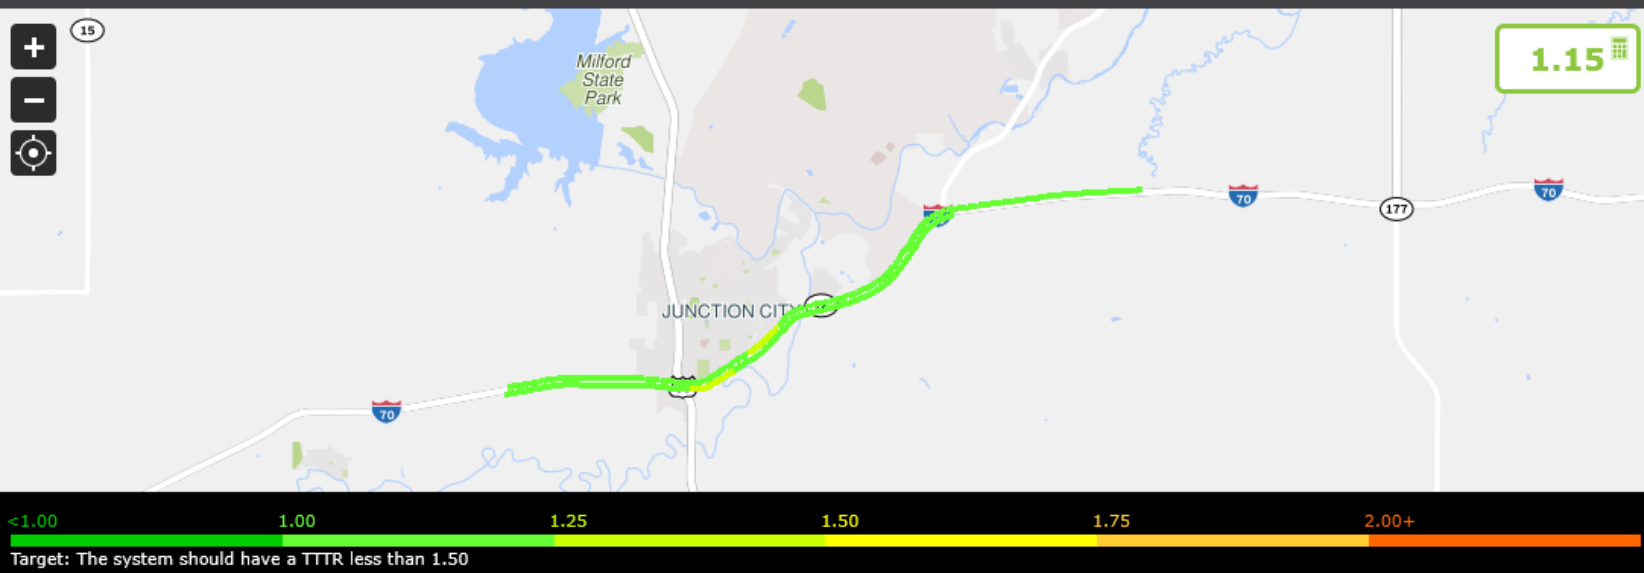 15
+
−
Milford
State
Park
1.15
70
177
70
JUNCTION CITY
70
<1.00 1.00 1.25 1.50 1.75 2.00+
Target: The system should have a TTTR less than 1.50